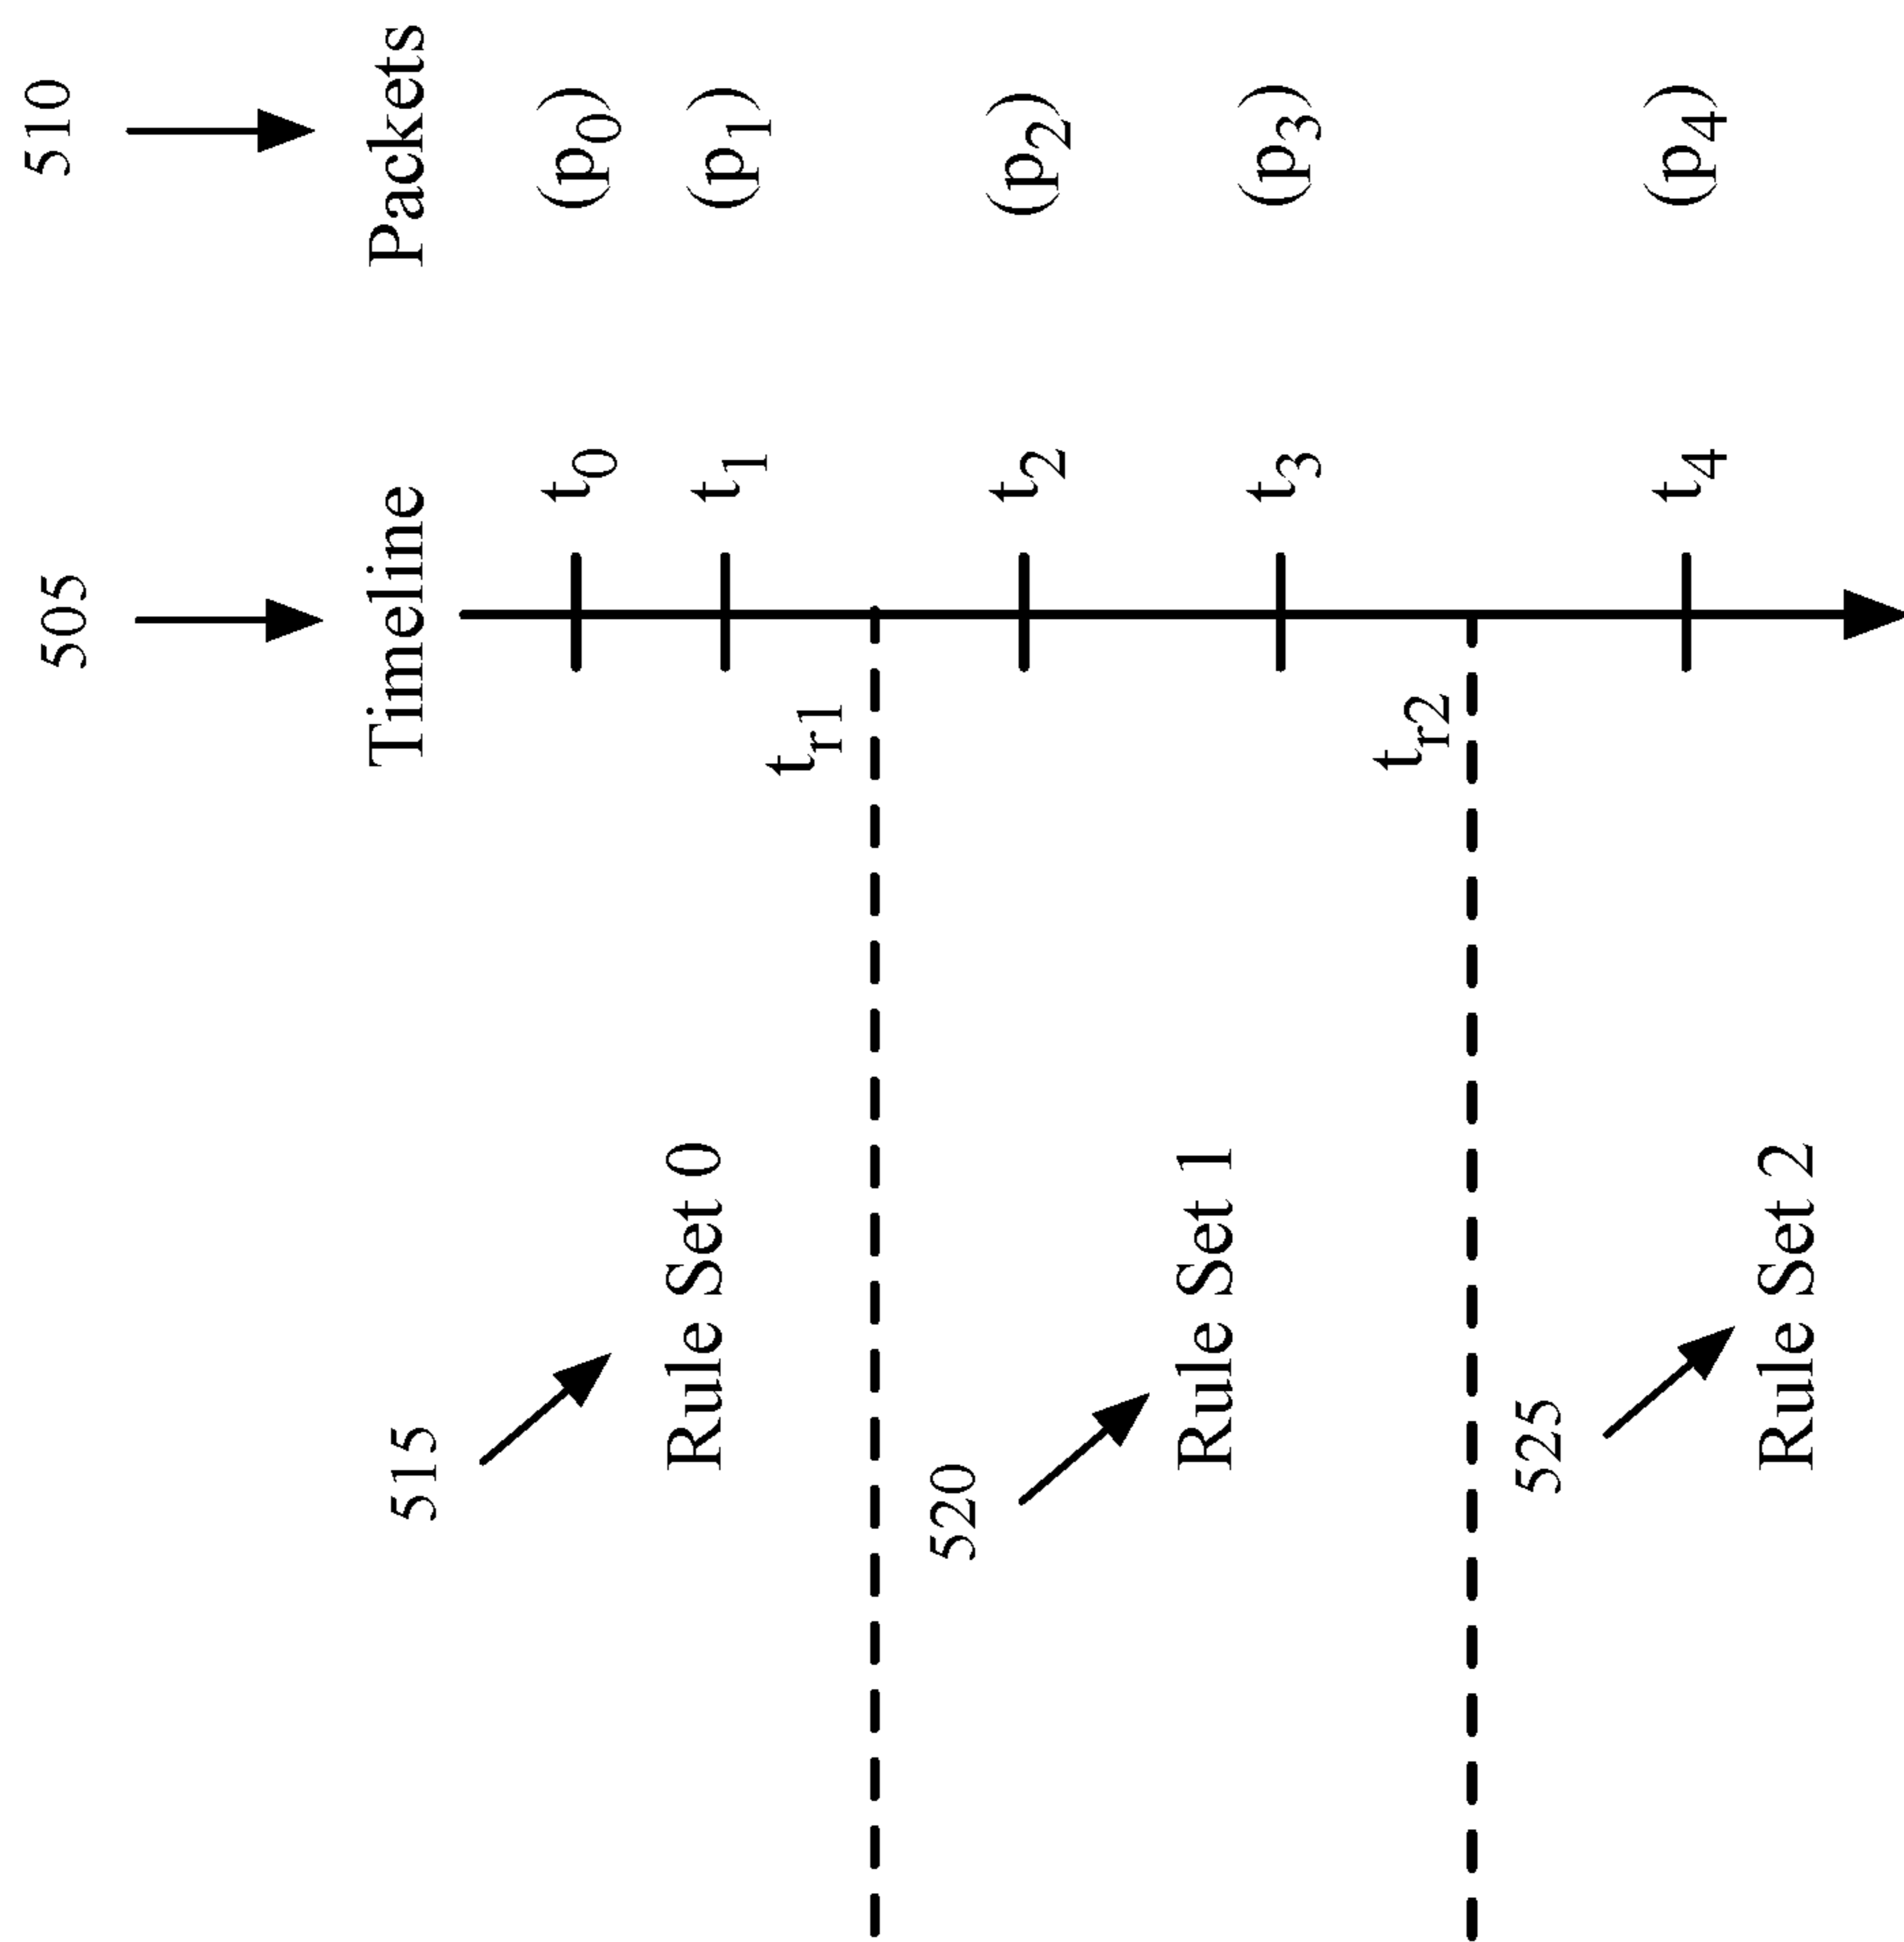 505 510
515 Timeline Packets
t₀ (p₀)
Rule Set 0
t₁ (p₁)
tᵣ₁
520
t₂ (p₂)
Rule Set 1
t₃ (p₃)
tᵣ₂
525
t₄ (p₄)
Rule Set 2